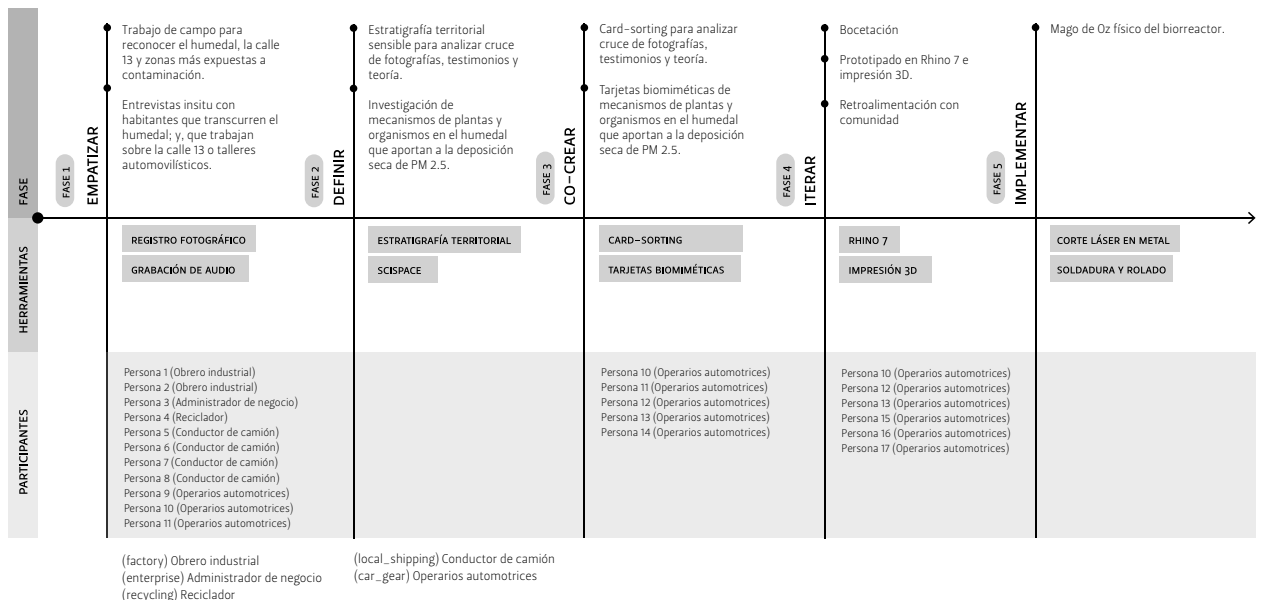 FASE
FASE 1
EMPATIZAR
Trabajo de campo para
reconocer el humedal, la calle
13 y zonas más expuestas a
contaminación.
Entrevistas insitu con
habitantes que transcurren el
humedal; y, que trabajan
sobre la calle 13 o talleres
automovilísticos.
FASE 2
DEFINIR
Estratigrafía territorial
sensible para analizar cruce
de fotografías, testimonios y
teoría.
Investigación de
mecanismos de plantas y
organismos en el humedal
que aportan a la deposición
seca de PM 2.5.
FASE 3
CO-CREAR
Card-sorting para analizar
cruce de fotografías,
testimonios y teoría.
Tarjetas biomiméticas de
mecanismos de plantas y
organismos en el humedal
que aportan a la deposición
seca de PM 2.5.
FASE 4
ITERAR
Bocetación
Prototipado en Rhino 7 e
impresión 3D.
Retroalimentación con
comunidad
FASE 5
IMPLEMENTAR
Mago de Oz físico del biorreactor.
HERRAMIENTAS
REGISTRO FOTOGRÁFICO
GRABACIÓN DE AUDIO
ESTRATIGRAFÍA TERRITORIAL
SCISPACE
CARD-SORTING
TARJETAS BIOMIMÉTICAS
RHINO 7
IMPRESIÓN 3D
CORTE LÁSER EN METAL
SOLDADURA Y ROLADO
PARTICIPANTES
Persona 1 (Obrero industrial)
Persona 2 (Obrero industrial)
Persona 3 (Administrador de negocio)
Persona 4 (Reciclador)
Persona 5 (Conductor de camión)
Persona 6 (Conductor de camión)
Persona 7 (Conductor de camión)
Persona 8 (Conductor de camión)
Persona 9 (Operarios automotrices)
Persona 10 (Operarios automotrices)
Persona 11 (Operarios automotrices)
Persona 10 (Operarios automotrices)
Persona 11 (Operarios automotrices)
Persona 12 (Operarios automotrices)
Persona 13 (Operarios automotrices)
Persona 14 (Operarios automotrices)
Persona 10 (Operarios automotrices)
Persona 12 (Operarios automotrices)
Persona 13 (Operarios automotrices)
Persona 15 (Operarios automotrices)
Persona 16 (Operarios automotrices)
Persona 17 (Operarios automotrices)
(factory) Obrero industrial
(enterprise) Administrador de negocio
(recycling) Reciclador
(local_shipping) Conductor de camión
(car_gear) Operarios automotrices